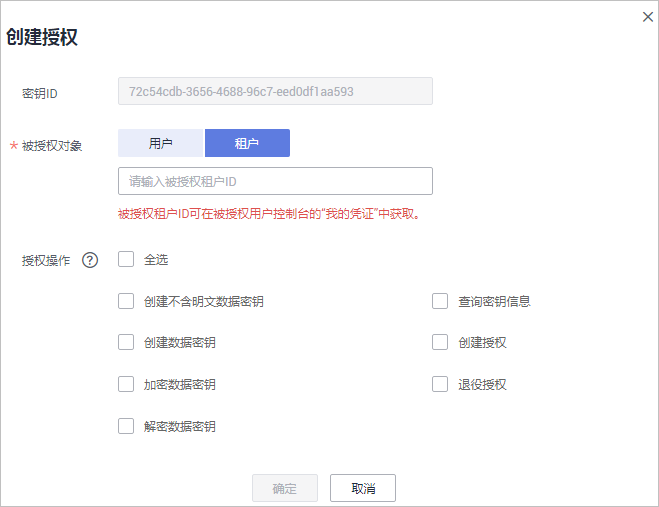 创建授权
密钥ID
72c54cdb-3656-4688-96c7-eed0df1aa593
* 被授权对象
用户 租户
请输入被授权租户ID
被授权租户ID可在被授权用户控制台的“我的凭证”中获取。
授权操作 ? 全选
创建不含明文数据密钥 查询密钥信息
创建数据密钥 创建授权
加密数据密钥 退役授权
解密数据密钥
确定 取消